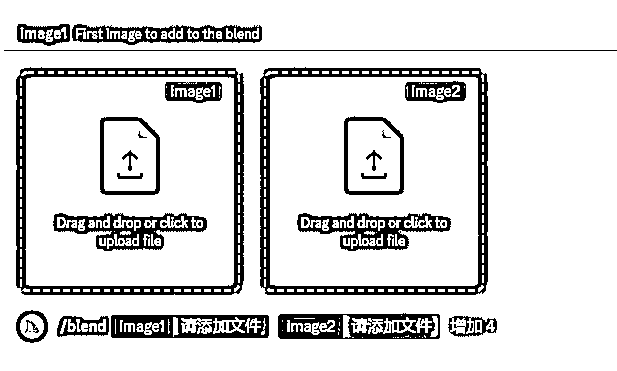 image1 First image to add to the blend
image1 image2
Drag and drop or click to Drag and drop or click to
upload file upload file
/blend image1 请添加文件 image2 请添加文件 增加 4